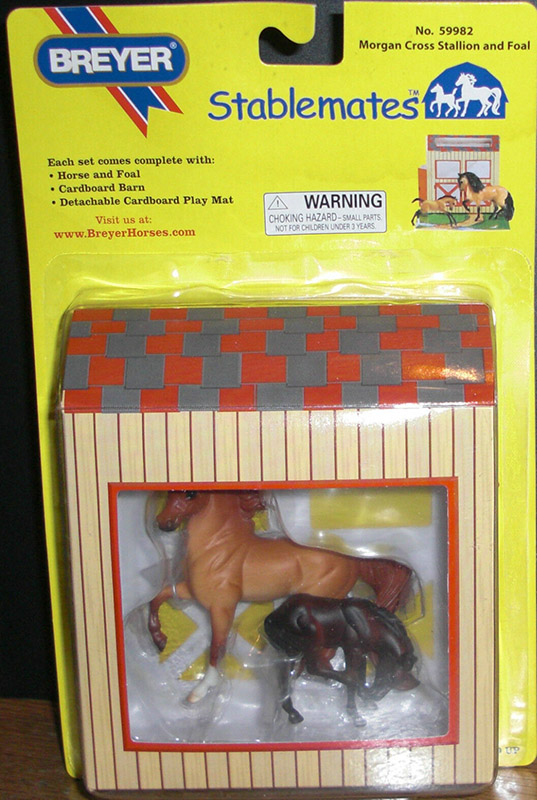 BREYER®
No. 59982
Morgan Cross Stallion and Foal
Stablemates™
Each set comes complete with:
• Horse and Foal
• Cardboard Barn
• Detachable Cardboard Play Mat
Visit us at:
www.BreyerHorses.com
WARNING
CHOKING HAZARD – SMALL PARTS.
NOT FOR CHILDREN UNDER 3 YEARS.
UP